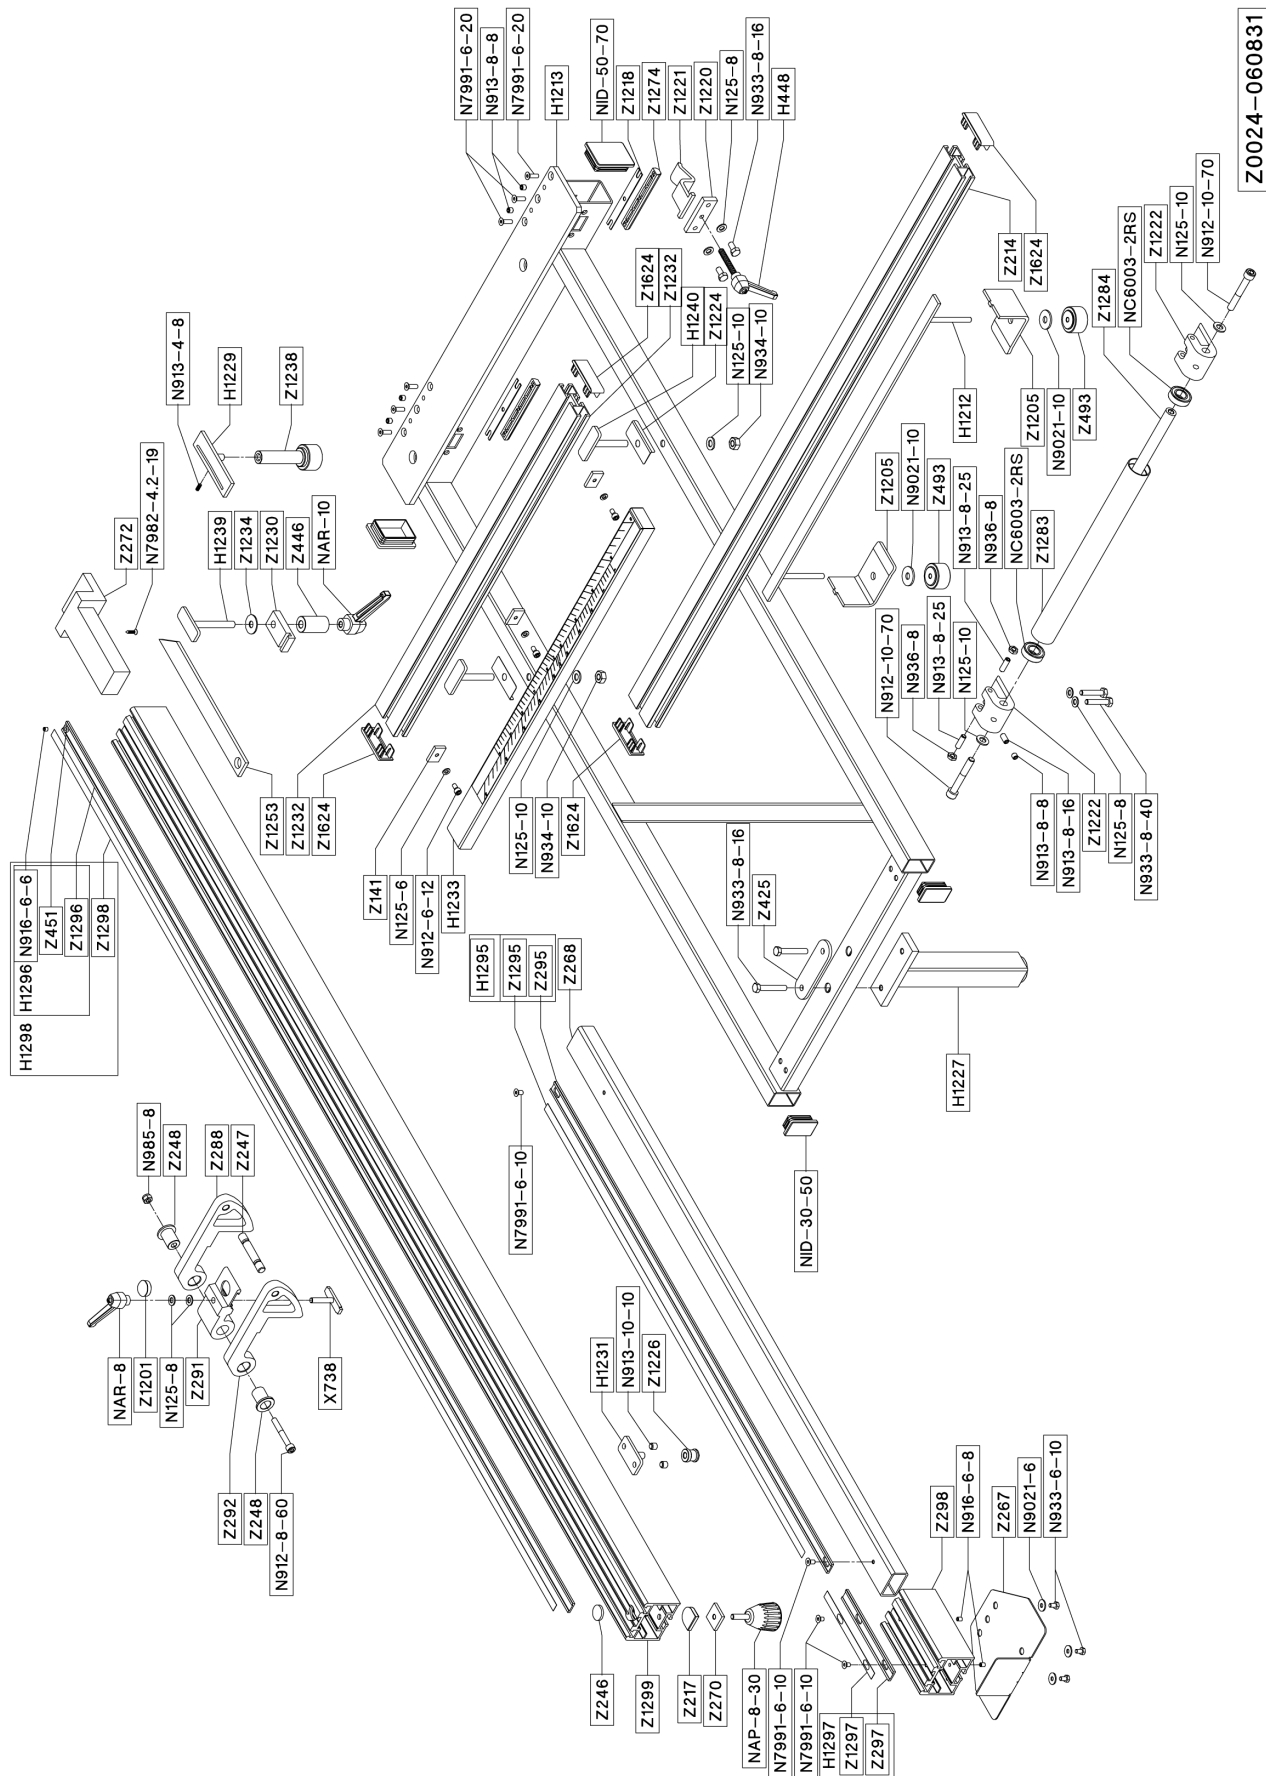 Z0024-060831
N7991-6-20
N913-8-8
N7991-6-20
H1213
NID-50-70
Z1218
Z1274
Z1221
Z1220
N125-8
N933-8-16
H448
N913-4-8
H1229
Z1238
Z1624
Z1232
H1240
Z1224
N125-10
N934-10
Z214
Z1624
Z1284
NC6003-2RS
Z1222
N125-10
N912-10-70
Z272
N7982-4.2-19
H1239
Z1234
Z1230
Z446
NAR-10
H1212
Z1205
N9021-10
Z493
Z1205
N9021-10
Z493
N913-8-25
N936-8
NC6003-2RS
Z1283
N912-10-70
N936-8
N913-8-25
N125-10
Z1253
Z1232
Z1624
N125-10
N934-10
Z1624
Z141
N125-6
N912-6-12
H1233
N913-8-8
N913-8-16
Z1222
N125-8
N933-8-40
N933-8-16
Z425
H1227
H1298
H1296
N916-6-6
Z451
Z1296
Z1298
H1295
Z1295
Z295
Z268
N7991-6-10
NID-30-50
N985-8
Z248
Z288
Z247
NAR-8
Z1201
N125-8
Z291
X738
Z292
Z248
N912-8-60
H1231
N913-10-10
Z1226
Z298
N916-6-8
Z267
N9021-6
N933-6-10
Z246
Z1299
Z217
Z270
NAP-8-30
N7991-6-10
N7991-6-10
H1297
Z1297
Z297